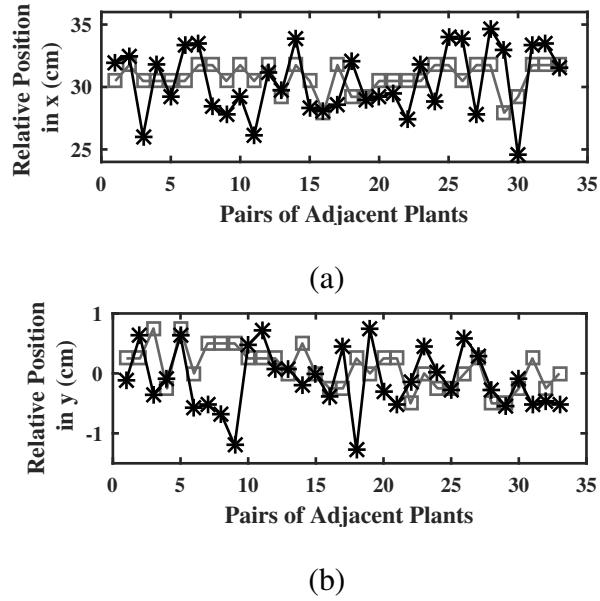 35
30
25
Relative Position
in x (cm)
0 5 10 15 20 25 30 35
Pairs of Adjacent Plants
(a)
1
0
-1
Relative Position
in y (cm)
0 5 10 15 20 25 30 35
Pairs of Adjacent Plants
(b)